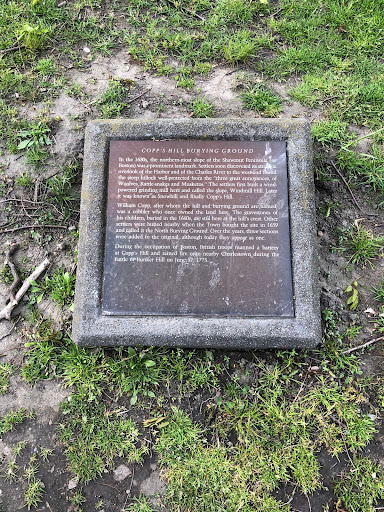 COPP'S HILL BURYING GROUND
In the 1600s, the northern-most slope of the Shawmut Peninsula (now
Boston) was a prominent landmark. Settlers soon discovered its strategic
overlook of the Harbor and of the Charles River to the westward. They
the steep hillock well-protected from the "three great annoyances, of
Woolves, Rattle-snakes and Musketos." The settlers first built a wind-
powered grinding mill here and called the slope, Windmill Hill. Later
it was known as Snowhill and finally Copp's Hill.
William Copp, after whom the hill and burying ground are named
was a cobbler who once owned the land here. The gravestones of
his children, buried in the 1660s, are still here at the hill's crest. Other
settlers were buried nearby when the Town bought the site in 1659
and called it the North Burying Ground. Over the years, three sections
were added to the original, although today they appear as one.
During the occupation of Boston, British troops manned a battery
at Copp's Hill and rained fire onto nearby Charlestown during the
Battle of Bunker Hill on June 17, 1775.